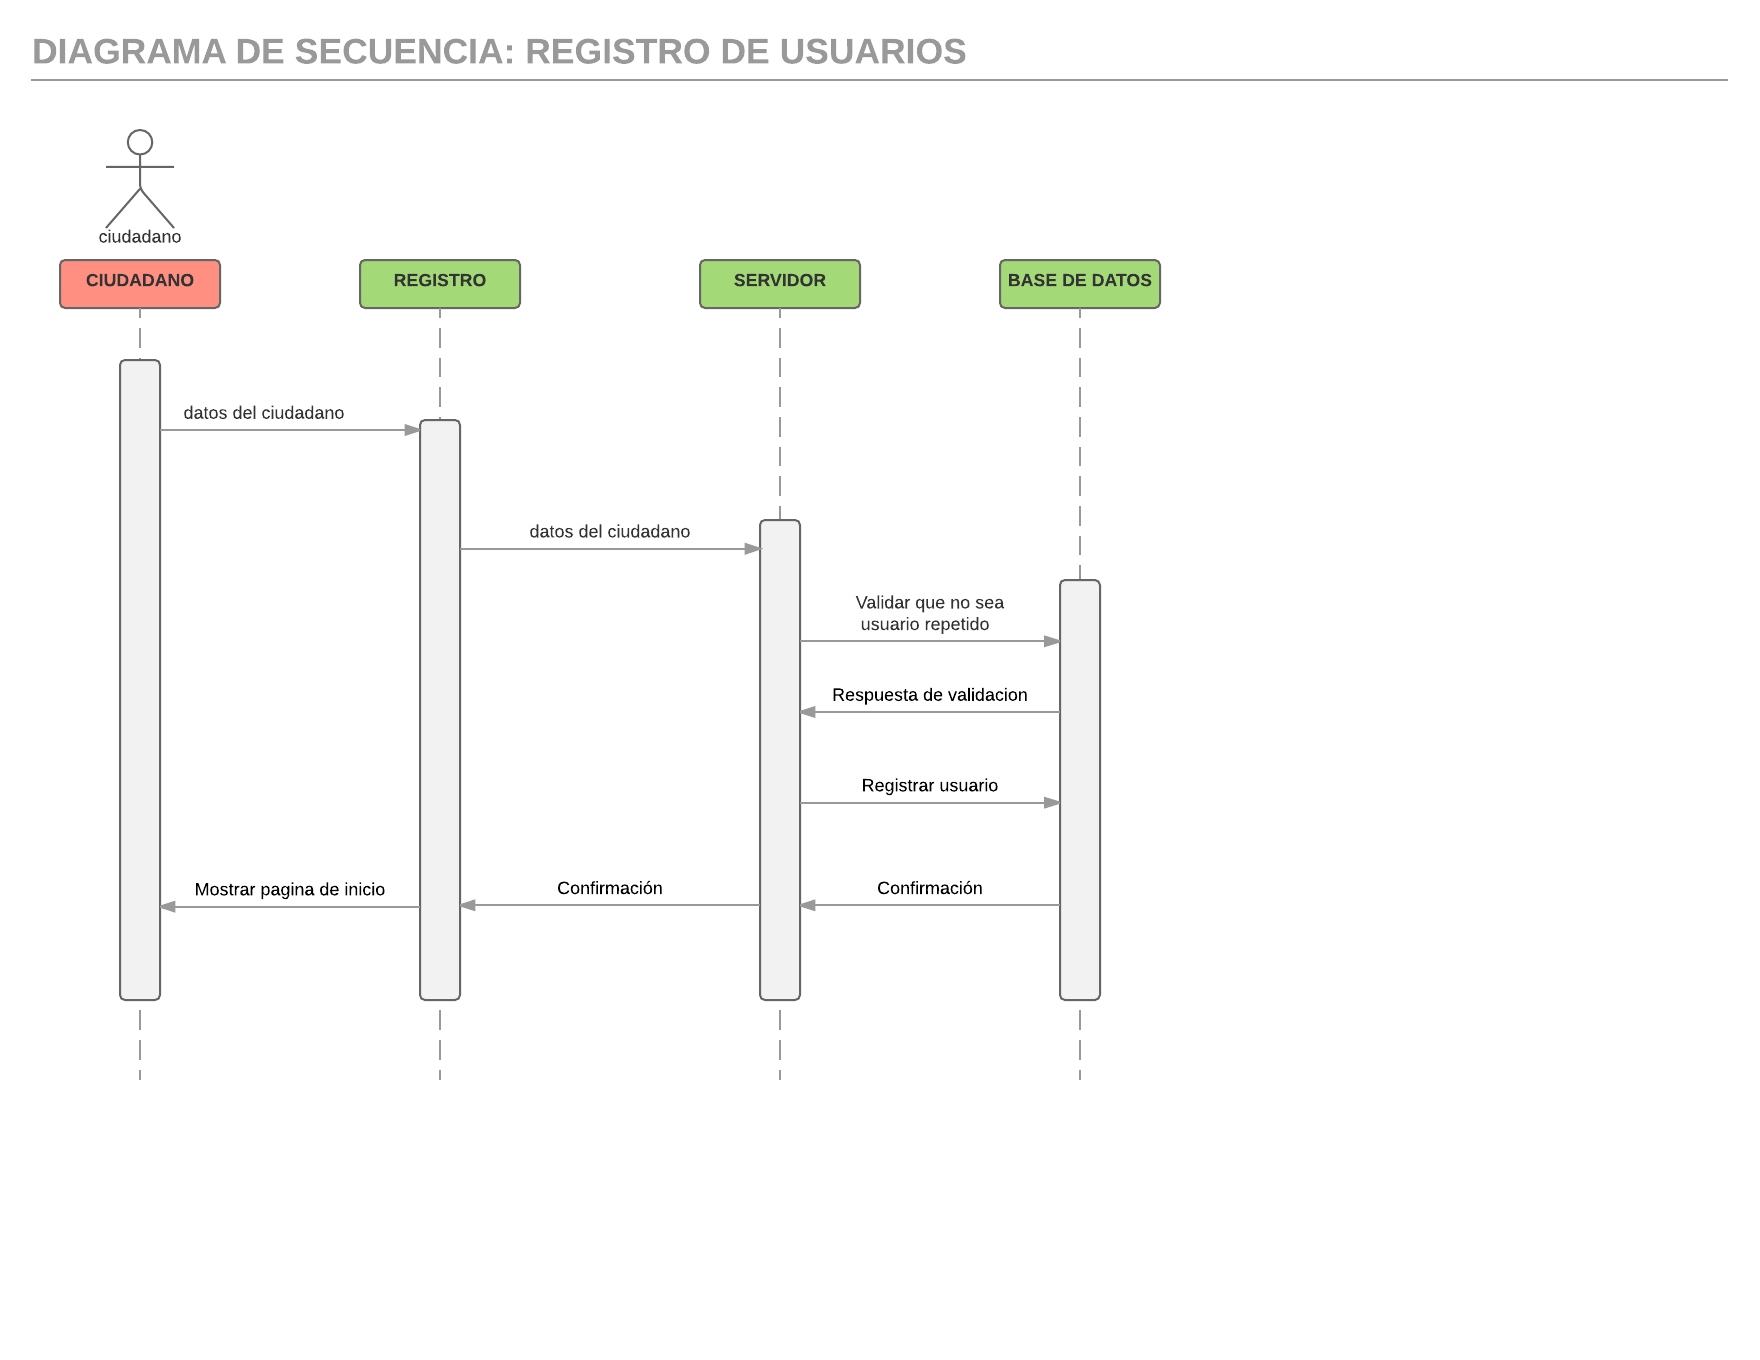 DIAGRAMA DE SECUENCIA: REGISTRO DE USUARIOS
ciudadano
CIUDADANO
REGISTRO
SERVIDOR
BASE DE DATOS
datos del ciudadano
datos del ciudadano
Validar que no sea
usuario repetido
Respuesta de validacion
Registrar usuario
Mostrar pagina de inicio
Confirmación
Confirmación